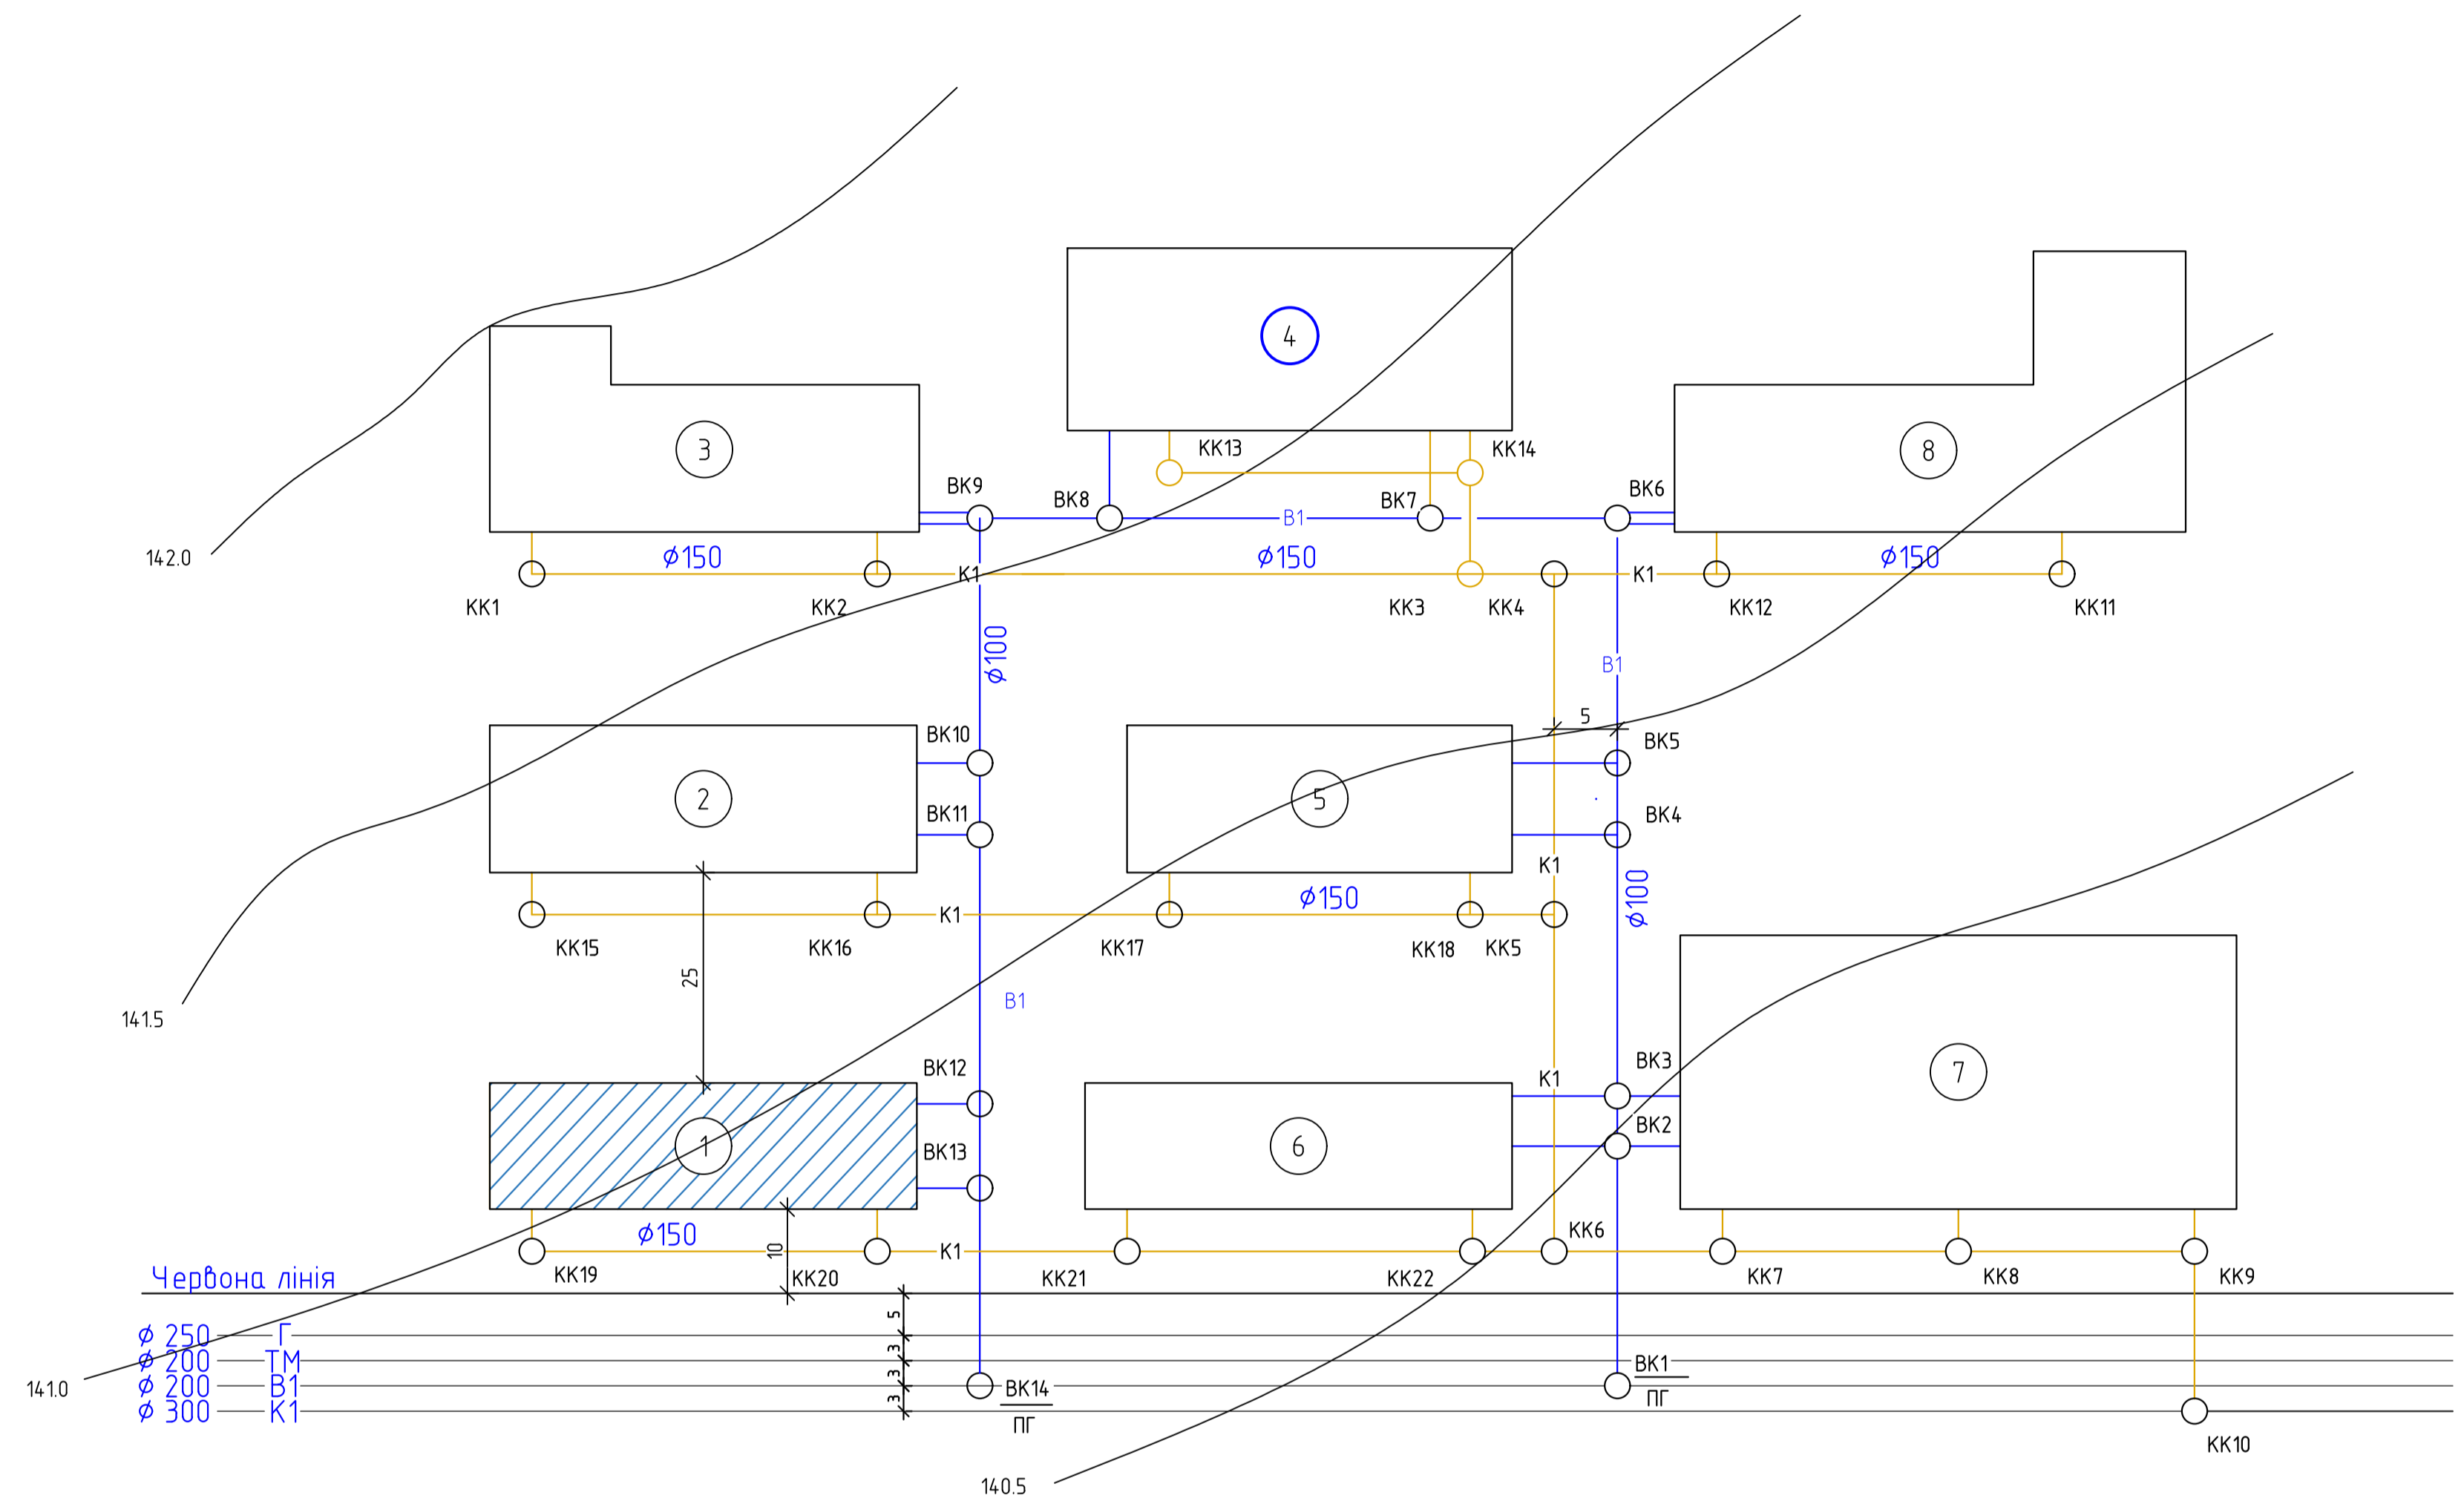 4
3
8
КК13
КК14
ВК9
ВК8
ВК7
ВК6
В1
142.0
ϕ150
ϕ150
ϕ150
К1
К1
КК1
КК2
КК3
КК4
КК12
КК11
ϕ100
В1
5
ВК10
ВК5
2
5
ВК11
ВК4
К1
ϕ100
ϕ150
К1
КК15
КК16
КК17
КК18
КК5
25
В1
141.5
ВК12
К1
ВК3
7
ВК2
1
6
ВК13
ϕ150
К1
10
КК6
Червона лінія
КК19
КК20
КК21
КК22
КК7
КК8
КК9
5
ϕ 250 Г
3
ϕ 200 ТМ
ВК1
3
ϕ 200 В1
ВК14
ПГ
141.0
3
ϕ 300 К1
ПГ
КК10
140.5